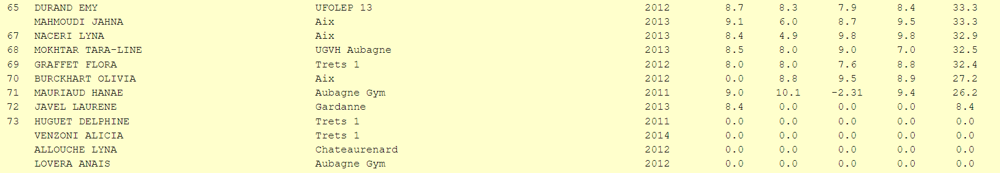 65 DURAND EMY UFOLEP 13 2012 8.7 8.3 7.9 8.4 33.3
MAHMOUDI JAHNA Aix 2013 9.1 6.0 8.7 9.5 33.3
67 NACERI LYNA Aix 2013 8.4 4.9 9.8 9.8 32.9
68 MOKHTAR TARA-LINE UGVH Aubagne 2013 8.5 8.0 9.0 7.0 32.5
69 GRAFFET FLORA Trets 1 2012 8.0 8.0 7.6 8.8 32.4
70 BURCKHART OLIVIA Aix 2012 0.0 8.8 9.5 8.9 27.2
71 MAURIAUD HANAE Aubagne Gym 2011 9.0 10.1 -2.31 9.4 26.2
72 JAVEL LAURENE Gardanne 2013 8.4 0.0 0.0 0.0 8.4
73 HUGUET DELPHINE Trets 1 2011 0.0 0.0 0.0 0.0 0.0
VENZONI ALICIA Trets 1 2014 0.0 0.0 0.0 0.0 0.0
ALLOUCHE LYNA Chateaurenard 2012 0.0 0.0 0.0 0.0 0.0
LOVERA ANAIS Aubagne Gym 2012 0.0 0.0 0.0 0.0 0.0